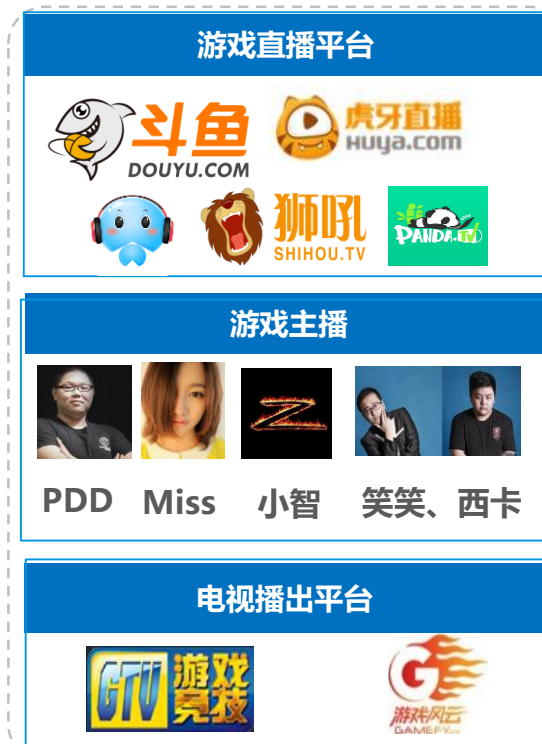 游戏直播平台
斗鱼
DOUYU.COM
虎牙直播
HUYA.COM
狮吼
SHIHOU.TV
PANDA.TV
游戏主播
Z
PDD
Miss
小智
笑笑、西卡
电视播出平台
GTV
游戏
竞技
G
游戏风云
GAMEFY.com